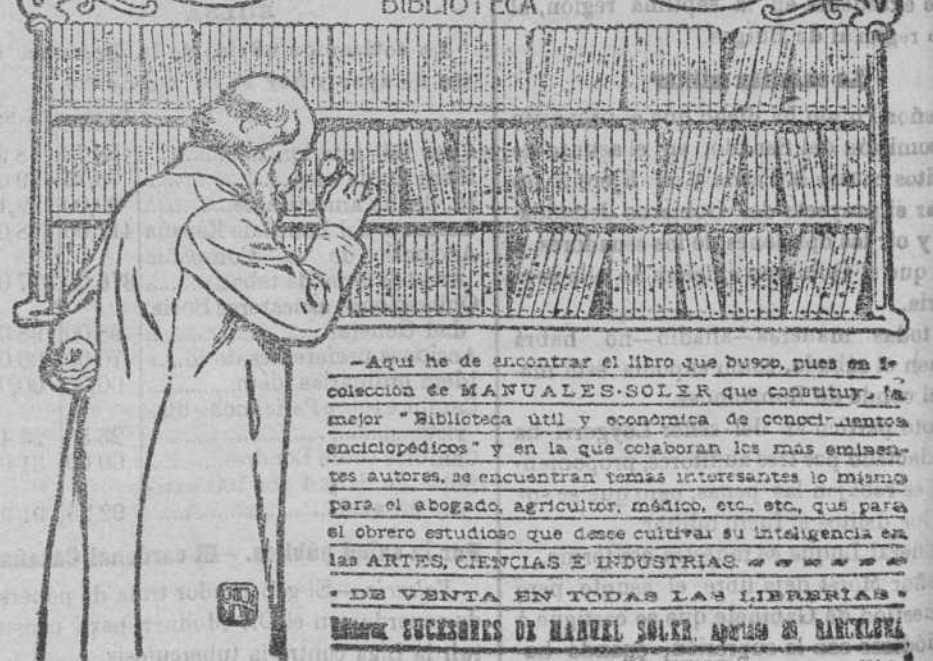 BIBLIOTECA
—Aquí he de encontrar el libro que busco, pues en la
colección de MANUALES-SOLER que constituye la
mejor "Biblioteca útil y económica de conocimientos
enciclopédicos" y en la que colaboran los más eminen-
tes autores, se encuentran temas interesantes lo mismo
para el abogado, agricultor, médico, etc., etc., que para
el obrero estudioso que desee cultivar su inteligencia en
las ARTES, CIENCIAS E INDUSTRIAS.
DE VENTA EN TODAS LAS LIBRERÍAS
SUCESORES DE MANUEL SOLER. Apartado 89, BARCELONA